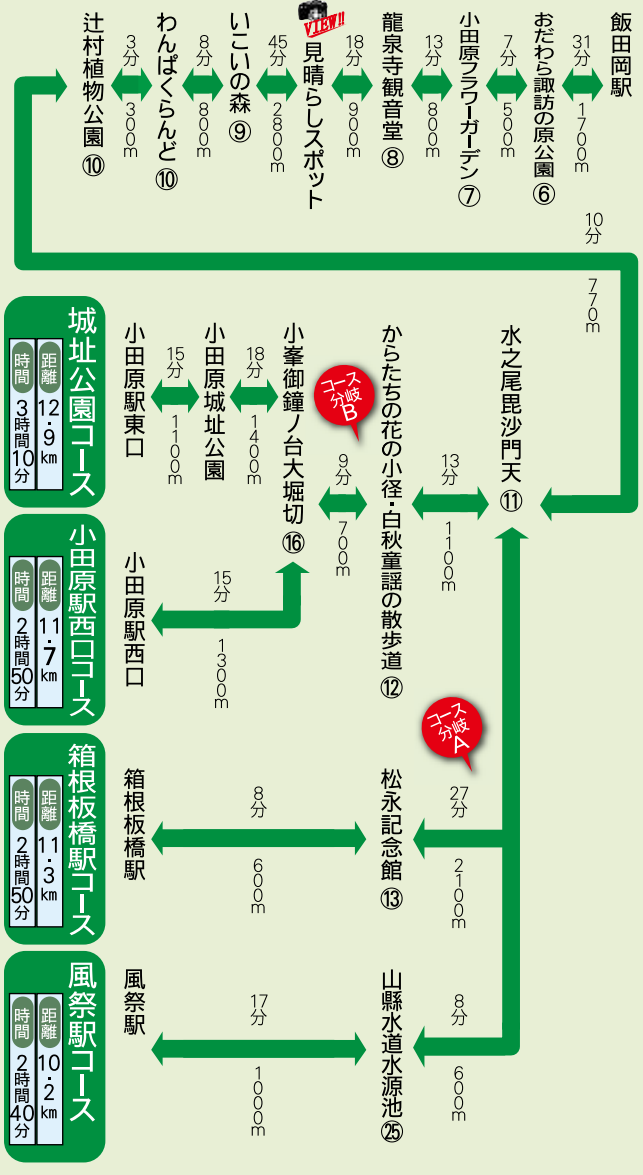 飯田岡駅
31分
1700m
おだわら諏訪の原公園⑥
7分
500m
小田原フラワーガーデン⑦
13分
800m
龍泉寺観音堂⑧
18分
900m
VIEW!!
見晴らしスポット
45分
2800m
いこいの森⑨
8分
800m
わんぱくらんど⑩
3分
300m
辻村植物公園⑩
10分
770m
水之尾毘沙門天⑪
13分
1100m
からたちの花の小径・白秋童謡の散歩道⑫
コース分岐B
9分
700m
小峯御鐘ノ台大堀切⑯
18分
1400m
小田原城址公園
15分
1100m
小田原駅東口
15分
1300m
小田原駅西口
コース分岐A
27分
2100m
松永記念館⑬
8分
600m
箱根板橋駅
8分
600m
山縣水道水源池㉕
17分
1000m
風祭駅
城址公園コース
距離 12.9km
時間 3時間10分
小田原駅西口コース
距離 11.7km
時間 2時間50分
箱根板橋駅コース
距離 11.3km
時間 2時間50分
風祭駅コース
距離 10.2km
時間 2時間40分